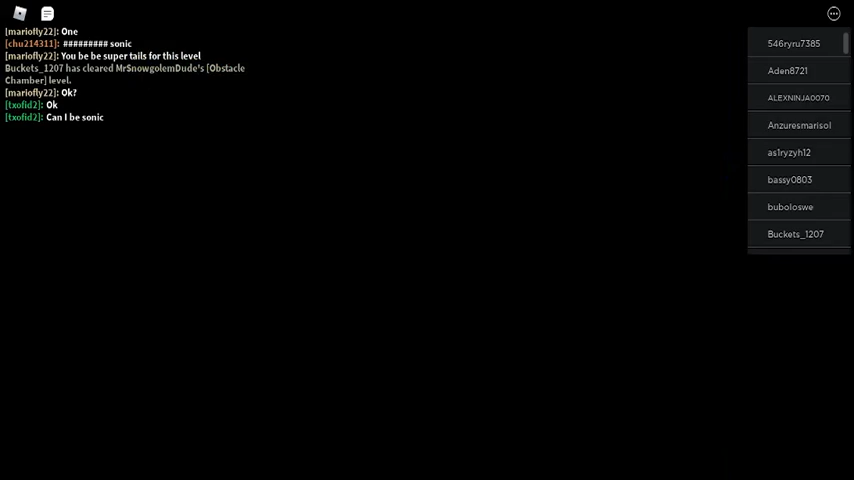 [mariofly22]: One
[chu214311]: ######### sonic
[mariofly22]: You be be super tails for this level
Buckets_1207 has cleared MrSnowgolemDude's [Obstacle
Chamber] level.
[mariofly22]: Ok?
[txofid2]: Ok
[txofid2]: Can I be sonic
546ryru7385
Aden8721
ALEXNINJA0070
Anzuresmarisol
as1ryzyh12
bassy0803
buboloswe
Buckets_1207